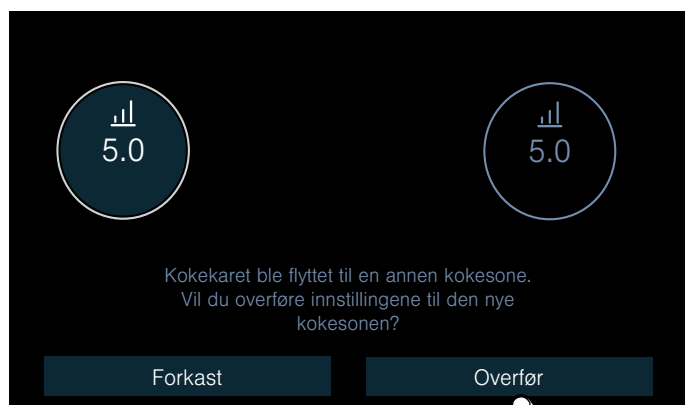 5.0
5.0
Kokekaret ble flyttet til en annen kokesone.
Vil du overføre innstillingene til den nye
kokesonen?
Forkast
Overfør